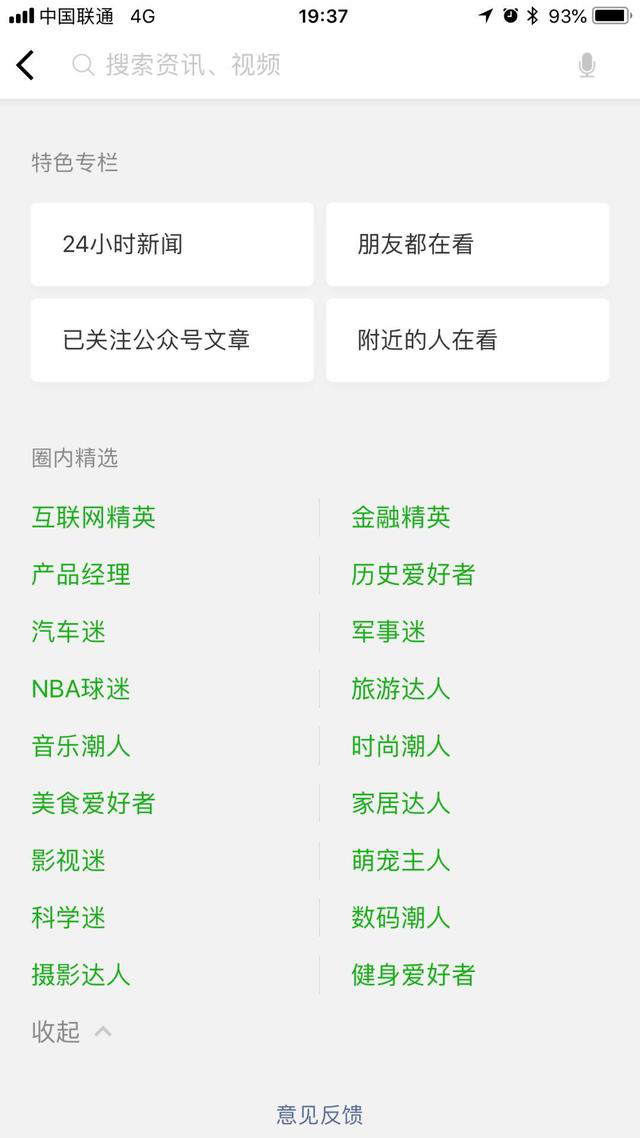 中国联通 4G 19:37 93%
搜索资讯、视频
特色专栏
24小时新闻 朋友都在看
已关注公众号文章 附近的人在看
圈内精选
互联网精英 金融精英
产品经理 历史爱好者
汽车迷 军事迷
NBA球迷 旅游达人
音乐潮人 时尚潮人
美食爱好者 家居达人
影视迷 萌宠主人
科学迷 数码潮人
摄影达人 健身爱好者
收起
意见反馈